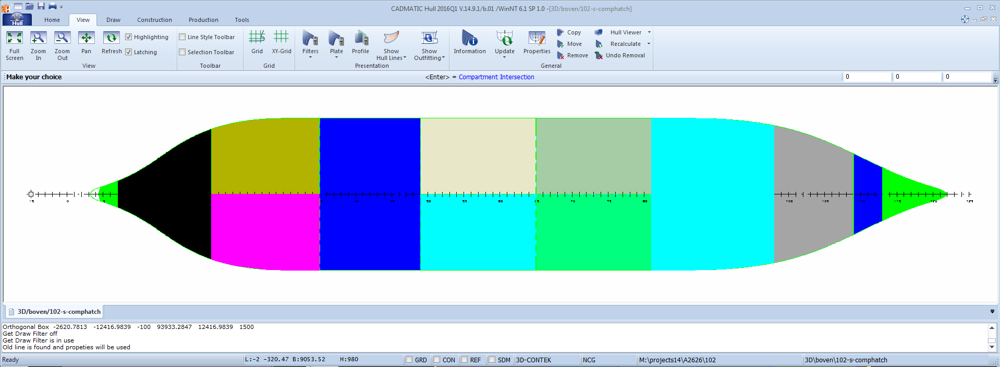 CADMATIC Hull 2016Q1 V.14.9.1/b.01 /WinNT 6.1 SP 1.0 -[3D/boven/102-s-comphatch]
Hull
Home View Draw Construction Production Tools
Full Screen
Zoom In
Zoom Out
Pan
Refresh
Highlighting
Latching
View
Line Style Toolbar
Selection Toolbar
Toolbar
Grid
XY-Grid
Grid
Filters
Plate
Profile
Show Hull Lines
Show Outfitting
Presentation
Information
Update
Properties
Copy
Move
Remove
Hull Viewer
Recalculate
Undo Removal
General
Make your choice
<Enter> = Compartment Intersection
0 0 0
-5 0 5 50 55 60 65 70 75 80 100 105 115 120 125
3D/boven/102-s-comphatch
Orthogonal Box -2620.7813 -12416.9839 -100 93933.2847 12416.9839 1500
Get Draw Filter off
Get Draw Filter is in use
Old line is found and propeties will be used
Ready L:-2 -320.47 B:9053.52 H:980 GRD CON REF SDM 3D-CONTEK NCG M:\projects14\A2626\102 3D\boven\102-s-comphatch